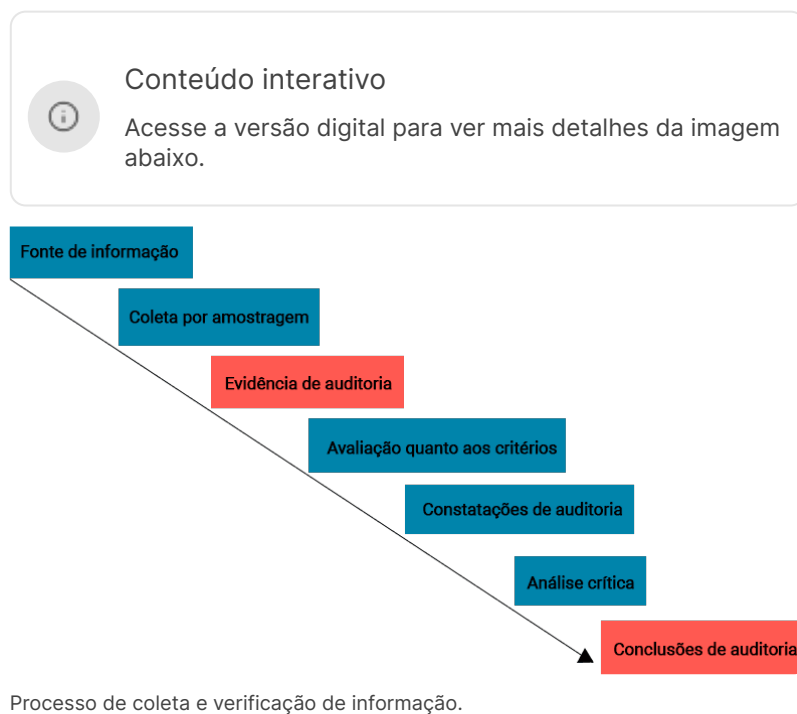 Conteúdo interativo
Acesse a versão digital para ver mais detalhes da imagem
abaixo.
Fonte de informação
Coleta por amostragem
Evidência de auditoria
Avaliação quanto aos critérios
Constatações de auditoria
Análise crítica
Conclusões de auditoria
Processo de coleta e verificação de informação.